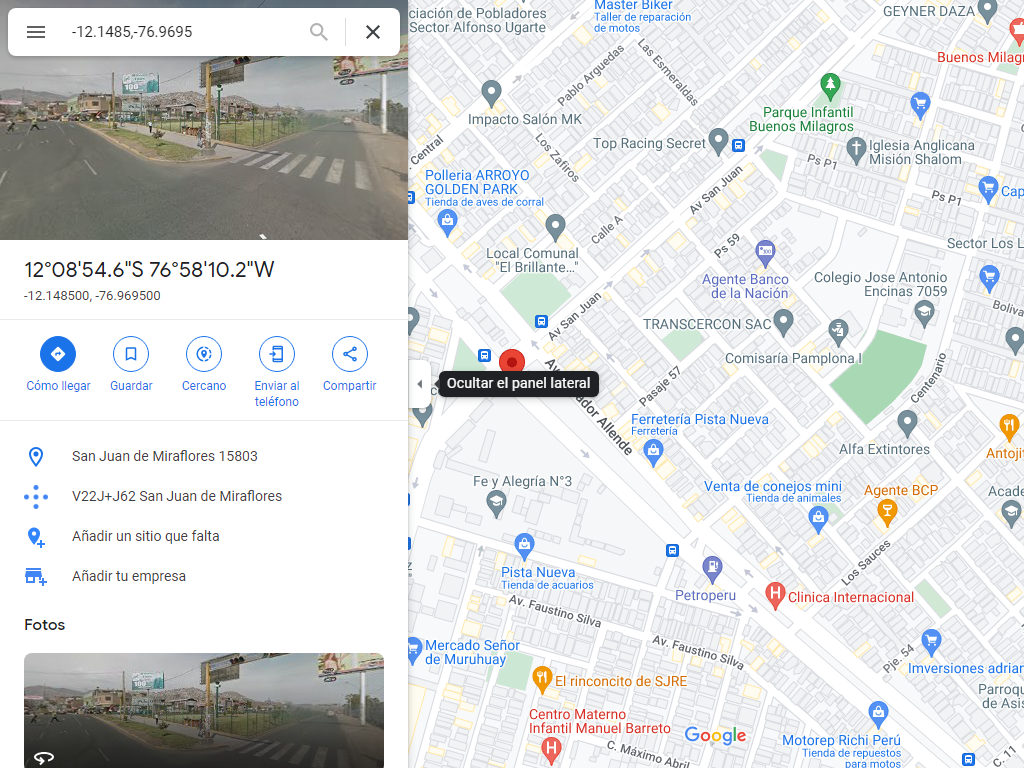 -12.1485,-76.9695
12°08'54.6"S 76°58'10.2"W
-12.148500, -76.969500
Cómo llegar
Guardar
Cercano
Enviar al
teléfono
Compartir
San Juan de Miraflores 15803
V22J+J62 San Juan de Miraflores
Añadir un sitio que falta
Añadir tu empresa
Fotos
ciación de Pobladores
Sector Alfonso Ugarte
Master Biker
Taller de reparación
de motos
GEYNER DAZA
Buenos Milagr
Las Esmeraldas
Pablo Arguedas
Impacto Salón MK
Parque Infantil
Buenos Milagros
Top Racing Secret
Iglesia Anglicana
Misión Shalom
Central
Los Zafiros
Ps P1
Ps P1
Polleria ARROYO
GOLDEN PARK
Tienda de aves de corral
Av San Juan
Cap
Calle A
Ps 59
Sector Los L
Local Comunal
"El Brillante..."
Agente Banco
de la Nación
Colegio Jose Antonio
Encinas 7059
Boliva
Av San Juan
TRANSCERCON SAC
Comisaría Pamplona I
Ocultar el panel lateral
Pasaje 57
Centenario
Av
dor Allende
Ferretería Pista Nueva
Ferretería
Alfa Extintores
Antojit
Fe y Alegría N°3
Venta de conejos mini
Tienda de animales
Agente BCP
Acade
Los Sauces
Pista Nueva
Tienda de acuarios
Petroperu
Clinica Internacional
Av. Faustino Silva
Av. Faustino Silva
Mercado Señor
de Muruhuay
Pje. 54
Imversiones adriar
El rinconcito de SJRE
Parroqu
de Asis
Centro Materno
Infantil Manuel Barreto
Google
C. Máximo Abril
Motorep Richi Perú
Tienda de repuestos
para motos
C. 11